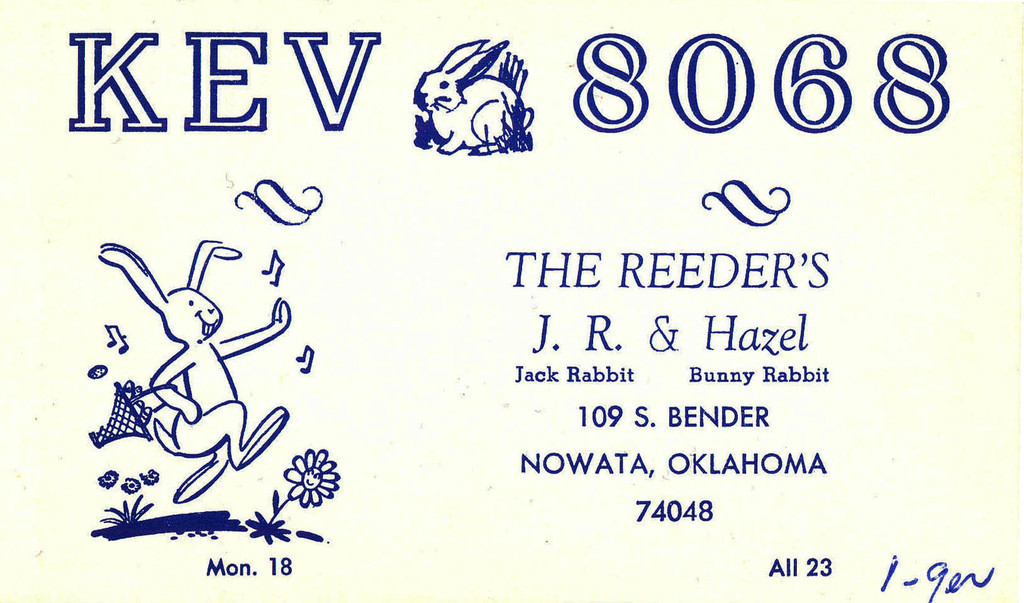 KEV 8068
THE REEDER'S
J. R. & Hazel
Jack Rabbit Bunny Rabbit
109 S. BENDER
NOWATA, OKLAHOMA
74048
Mon. 18 All 23